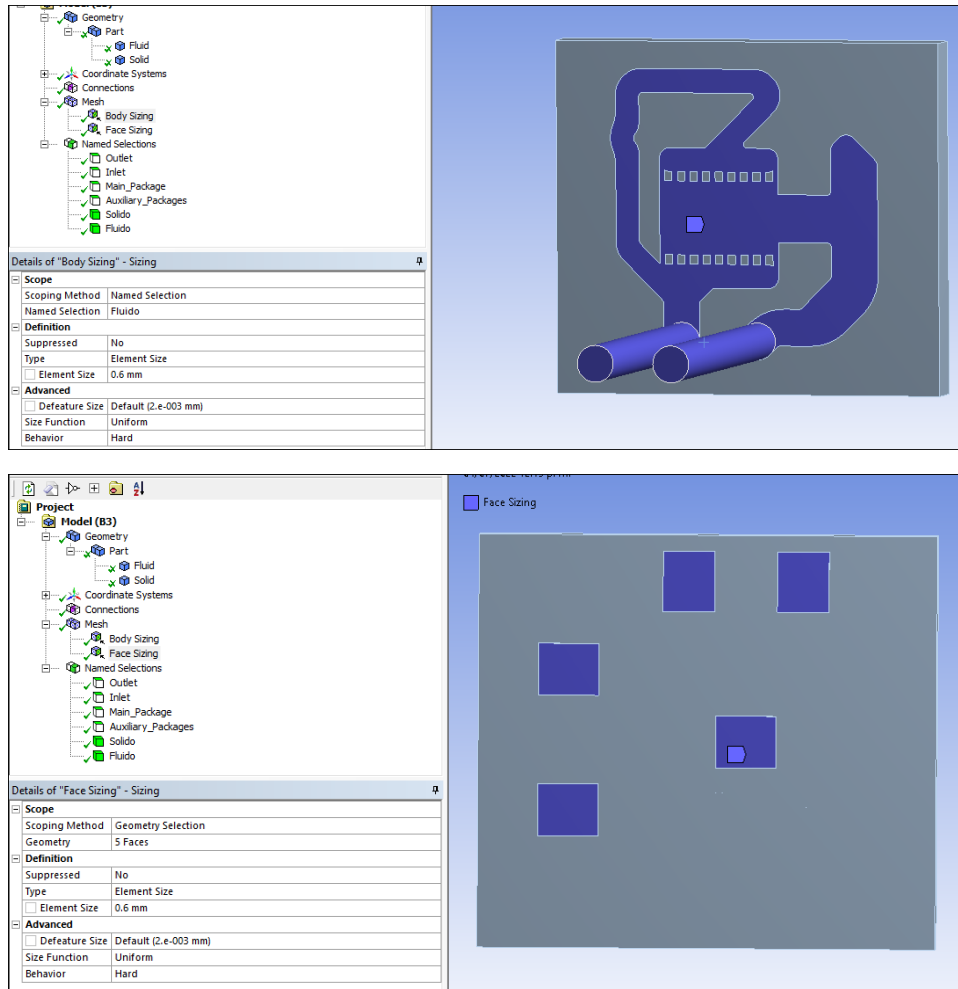 Geometry
Part
Fluid
Solid
Coordinate Systems
Connections
Mesh
Body Sizing
Face Sizing
Named Selections
Outlet
Inlet
Main_Package
Auxiliary_Packages
Solido
Fluido
Details of "Body Sizing" - Sizing
Scope
Scoping Method Named Selection
Named Selection Fluido
Definition
Suppressed No
Type Element Size
Element Size 0.6 mm
Advanced
Defeature Size Default (2.e-003 mm)
Size Function Uniform
Behavior Hard
Face Sizing
Project
Model (B3)
Geometry
Part
Fluid
Solid
Coordinate Systems
Connections
Mesh
Body Sizing
Face Sizing
Named Selections
Outlet
Inlet
Main_Package
Auxiliary_Packages
Solido
Fluido
Details of "Face Sizing" - Sizing
Scope
Scoping Method Geometry Selection
Geometry 5 Faces
Definition
Suppressed No
Type Element Size
Element Size 0.6 mm
Advanced
Defeature Size Default (2.e-003 mm)
Size Function Uniform
Behavior Hard